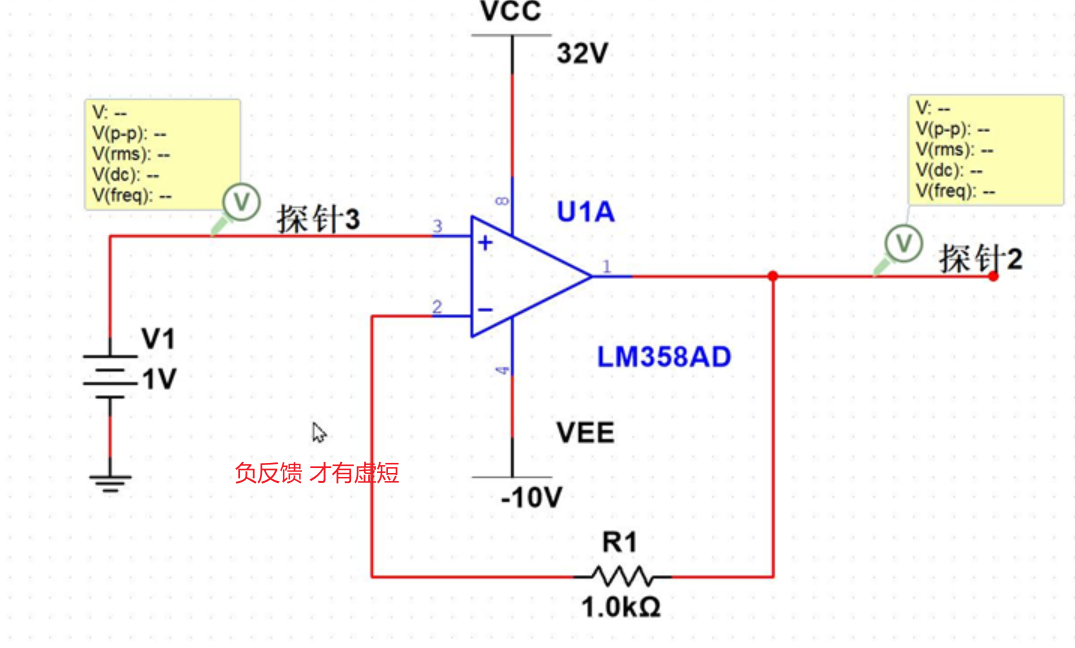 VCC
32V
V: --
V(p-p): --
V(rms): --
V(dc): --
V(freq): --
V
探针3
V: --
V(p-p): --
V(rms): --
V(dc): --
V(freq): --
V
探针2
8
U1A
3
+
1
2
−
LM358AD
4
V1
1V
VEE
-10V
负反馈 才有虚短
R1
1.0kΩ